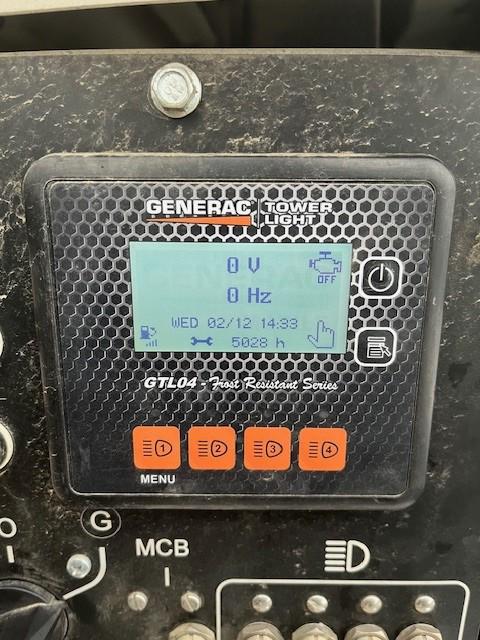 GENERAC TOWER LIGHT
0 V
OFF
0 Hz
WED 02/12 14:33
5028 h
GTL04 - Frost Resistant Series
1 2 3 4
MENU
G
MCB
I
O
I